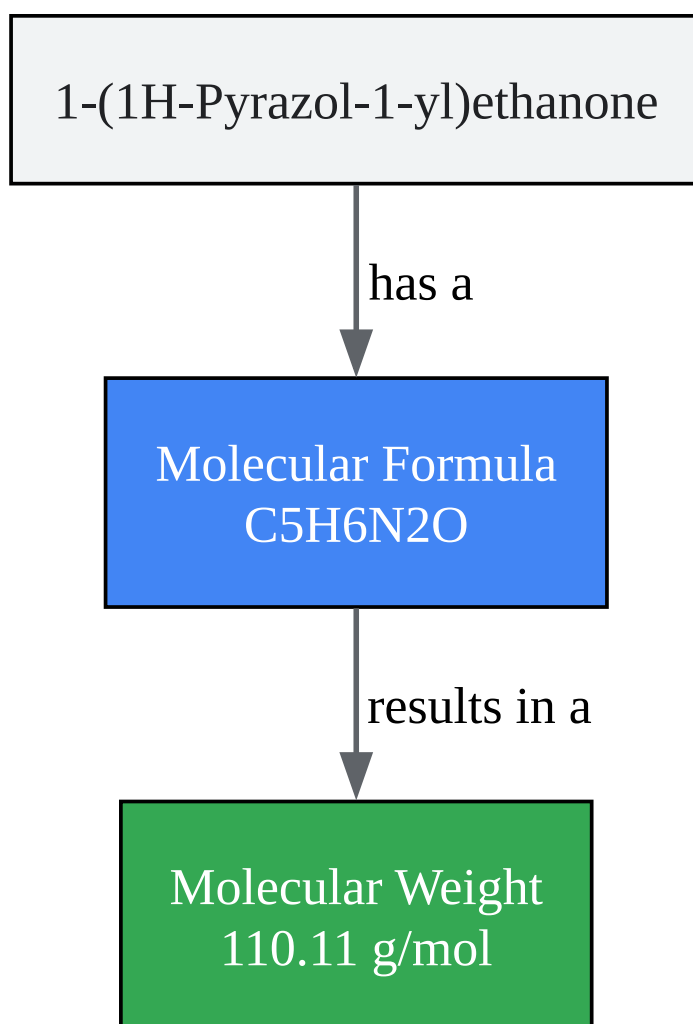 1-(1H-Pyrazol-1-yl)ethanone
has a
Molecular Formula
C5H6N2O
results in a
Molecular Weight
110.11 g/mol